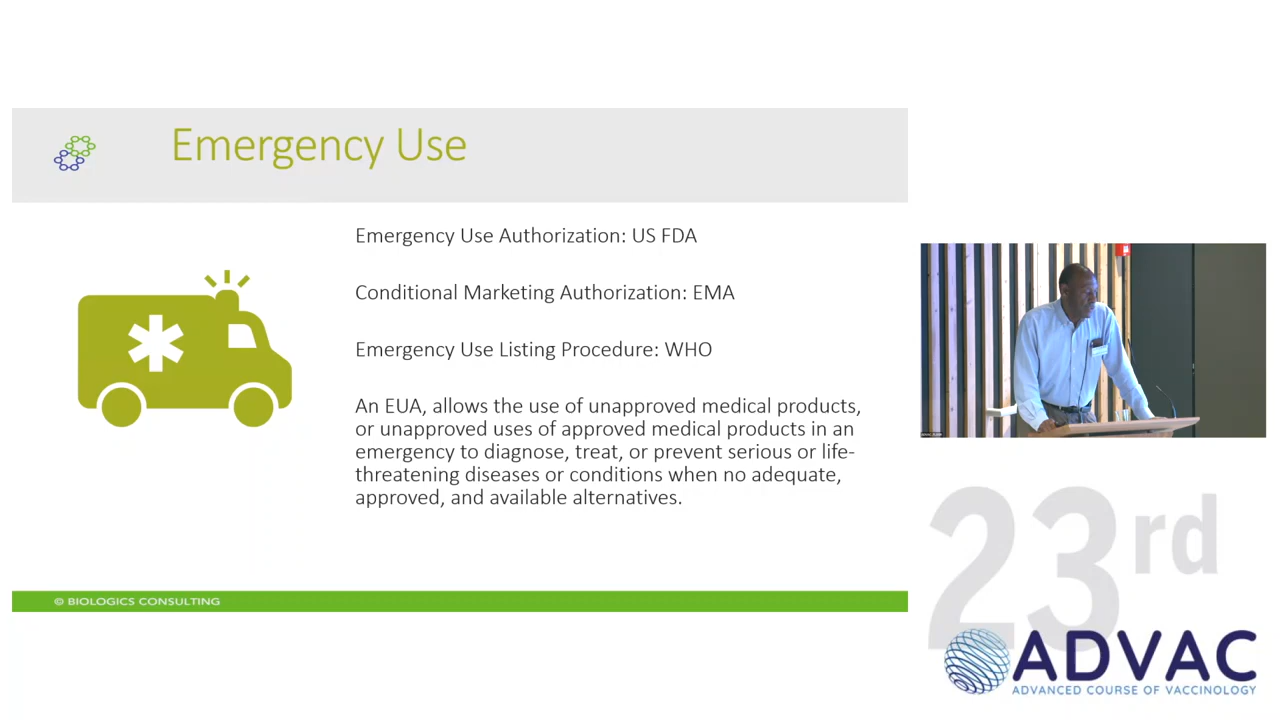 Emergency Use
Emergency Use Authorization: US FDA
Conditional Marketing Authorization: EMA
Emergency Use Listing Procedure: WHO
An EUA, allows the use of unapproved medical products,
or unapproved uses of approved medical products in an
emergency to diagnose, treat, or prevent serious or life-
threatening diseases or conditions when no adequate,
approved, and available alternatives.
© BIOLOGICS CONSULTING
23rd
ADVAC
ADVANCED COURSE OF VACCINOLOGY